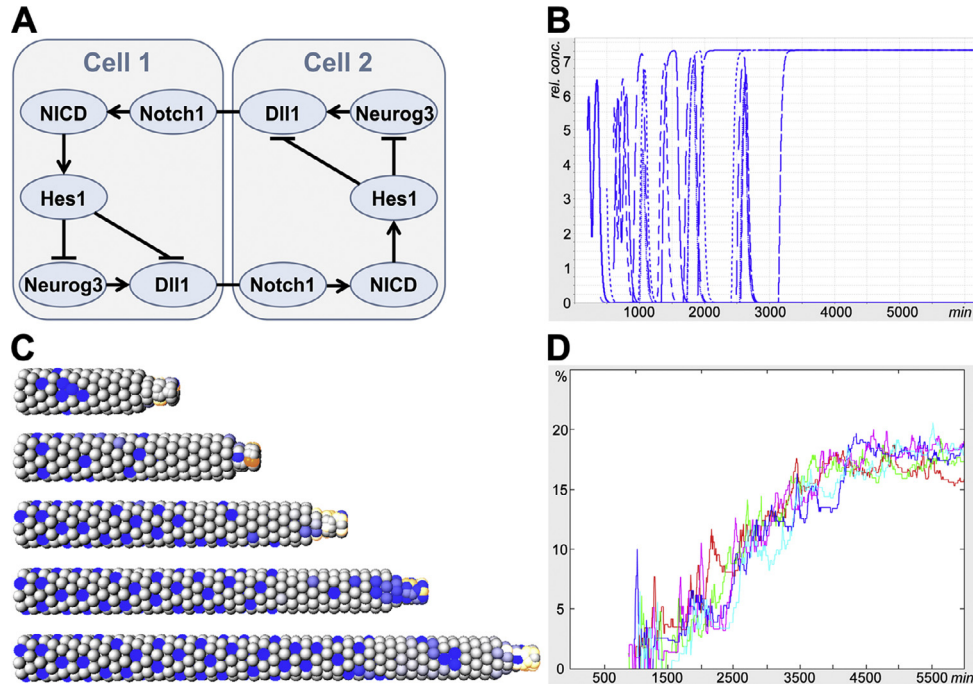 A
Cell 1
Cell 2
NICD
Notch1
Dll1
Neurog3
Hes1
Hes1
Neurog3
Dll1
Notch1
NICD
B
rel. conc.
7
6
5
4
3
2
1
0
1000
2000
3000
4000
5000
min
C
D
%
20
15
10
5
0
500
1500
2500
3500
4500
5500
min